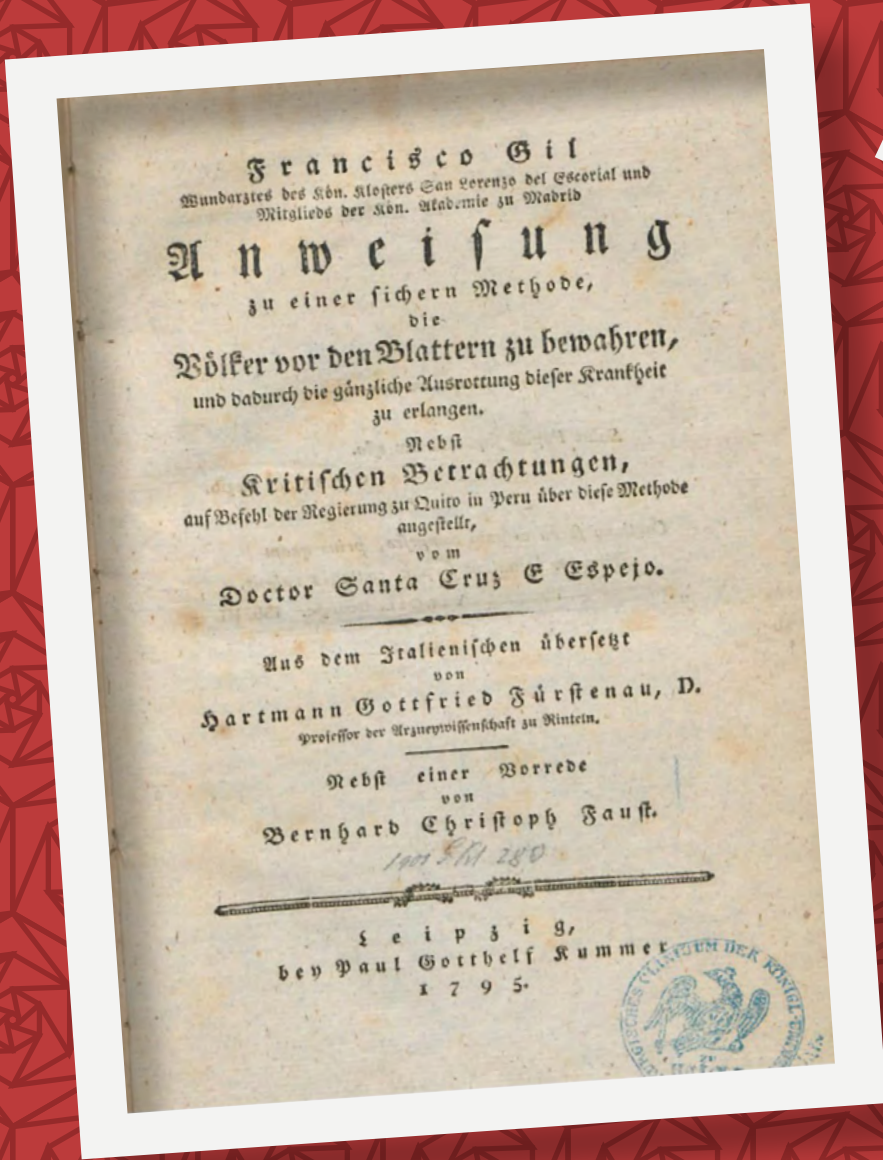 Francisco Gil
Wundarztes des Kön. Klosters San Lorenzo del Escorial und
Mitglieds der Kön. Akademie zu Madrid
Anweiſung
zu einer ſichern Methode,
die
Völker vor den Blattern zu bewahren,
und dadurch die gänzliche Ausrottung dieſer Krankheit
zu erlangen.
Nebſt
Kritiſchen Betrachtungen,
auf Befehl der Regierung zu Quito in Peru über dieſe Methode
angeſtellt,
vom
Doctor Santa Cruz E Eſpejo.
Aus dem Italieniſchen überſetzt
von
Hartmann Gottfried Fürſtenau, D.
Profeſſor der Arzneywiſſenſchaft zu Rinteln.
Nebſt einer Vorrede
von
Bernhard Chriſtoph Fauſt.
280
Leipzig,
bey Paul Gotthelf Kummer
1795.
CLINICUM DER KÖNIGL.